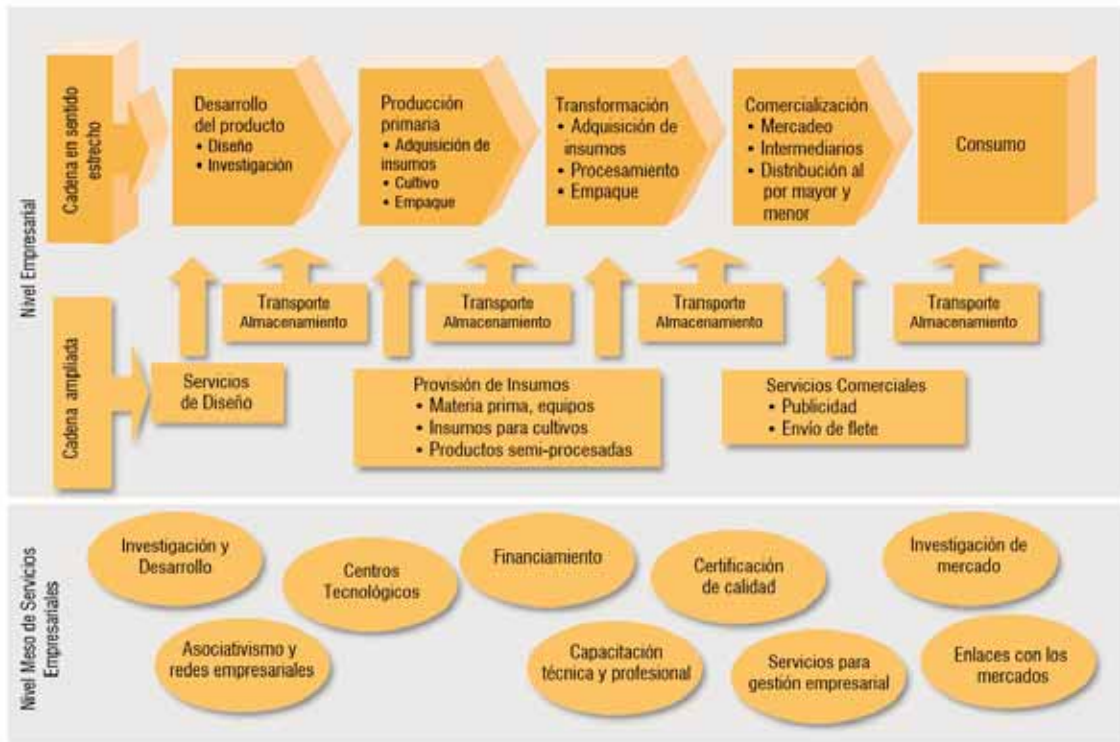 Nivel Empresarial
Cadena en sentido
estrecho
Desarrollo
del producto
• Diseño
• Investigación
Producción
primaria
• Adquisición de
insumos
• Cultivo
• Empaque
Transformación
• Adquisición de
insumos
• Procesamiento
• Empaque
Comercialización
• Mercadeo
• Intermediarios
• Distribución al
por mayor y
menor
Consumo
Cadena ampliada
Transporte
Almacenamiento
Transporte
Almacenamiento
Transporte
Almacenamiento
Transporte
Almacenamiento
Servicios
de Diseño
Provisión de Insumos
• Materia prima, equipos
• Insumos para cultivos
• Productos semi-procesadas
Servicios Comerciales
• Publicidad
• Envío de flete
Nivel Meso de Servicios
Empresariales
Investigación y
Desarrollo
Centros
Tecnológicos
Financiamiento
Certificación
de calidad
Investigación de
mercado
Asociativismo y
redes empresariales
Capacitación
técnica y profesional
Servicios para
gestión empresarial
Enlaces con los
mercados